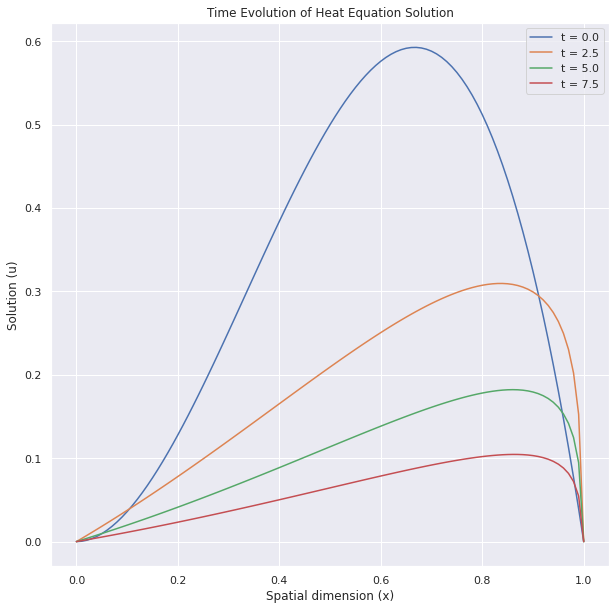 Time Evolution of Heat Equation Solution
t = 0.0
t = 2.5
t = 5.0
t = 7.5
Solution (u)
0.6
0.5
0.4
0.3
0.2
0.1
0.0
0.0 0.2 0.4 0.6 0.8 1.0
Spatial dimension (x)